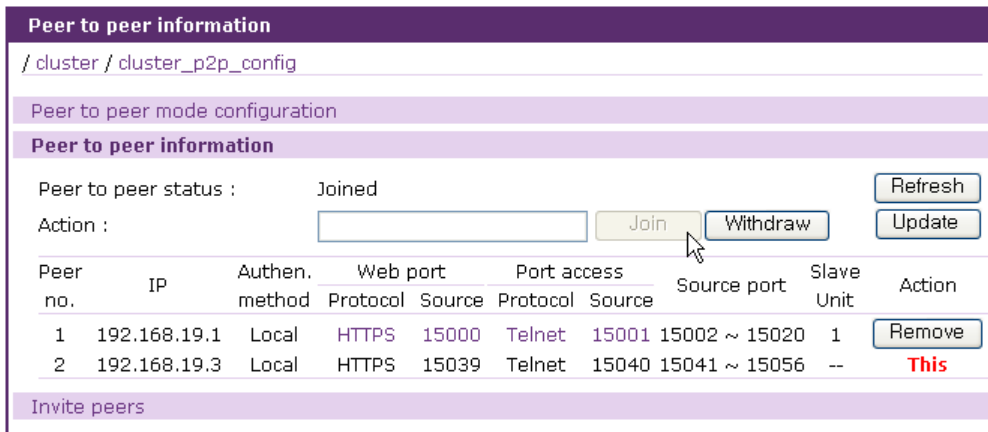 Peer to peer information
/ cluster / cluster_p2p_config
Peer to peer mode configuration
Peer to peer information
Peer to peer status : Joined Refresh
Action : Join Withdraw Update
Peer no. IP Authen. method Web port Protocol Source Port access Protocol Source Source port Slave Unit Action
1 192.168.19.1 Local HTTPS 15000 Telnet 15001 15002 ~ 15020 1 Remove
2 192.168.19.3 Local HTTPS 15039 Telnet 15040 15041 ~ 15056 -- This
Invite peers